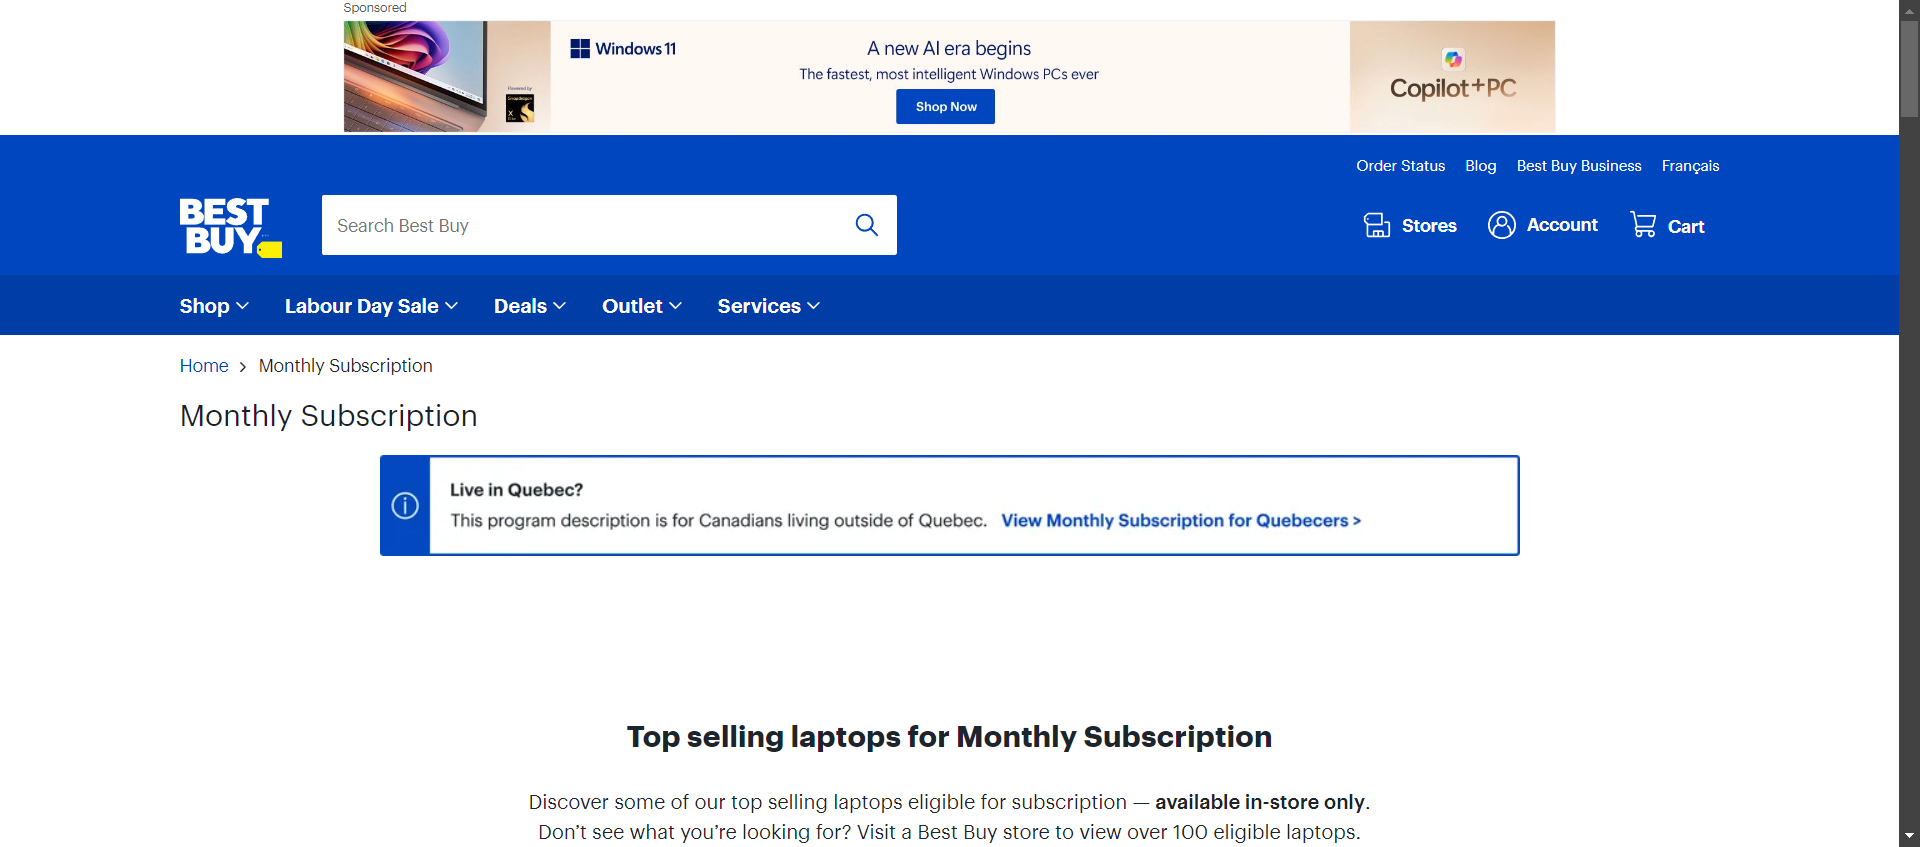 Sponsored
Windows 11
A new AI era begins
The fastest, most intelligent Windows PCs ever
Shop Now
Powered by
Snapdragon
X
Elite
Copilot+PC
Order Status Blog Best Buy Business Français
BEST
BUY
Search Best Buy
Stores Account Cart
Shop Labour Day Sale Deals Outlet Services
Home > Monthly Subscription
Monthly Subscription
Live in Quebec?
This program description is for Canadians living outside of Quebec. View Monthly Subscription for Quebecers >
Top selling laptops for Monthly Subscription
Discover some of our top selling laptops eligible for subscription — available in-store only.
Don’t see what you’re looking for? Visit a Best Buy store to view over 100 eligible laptops.